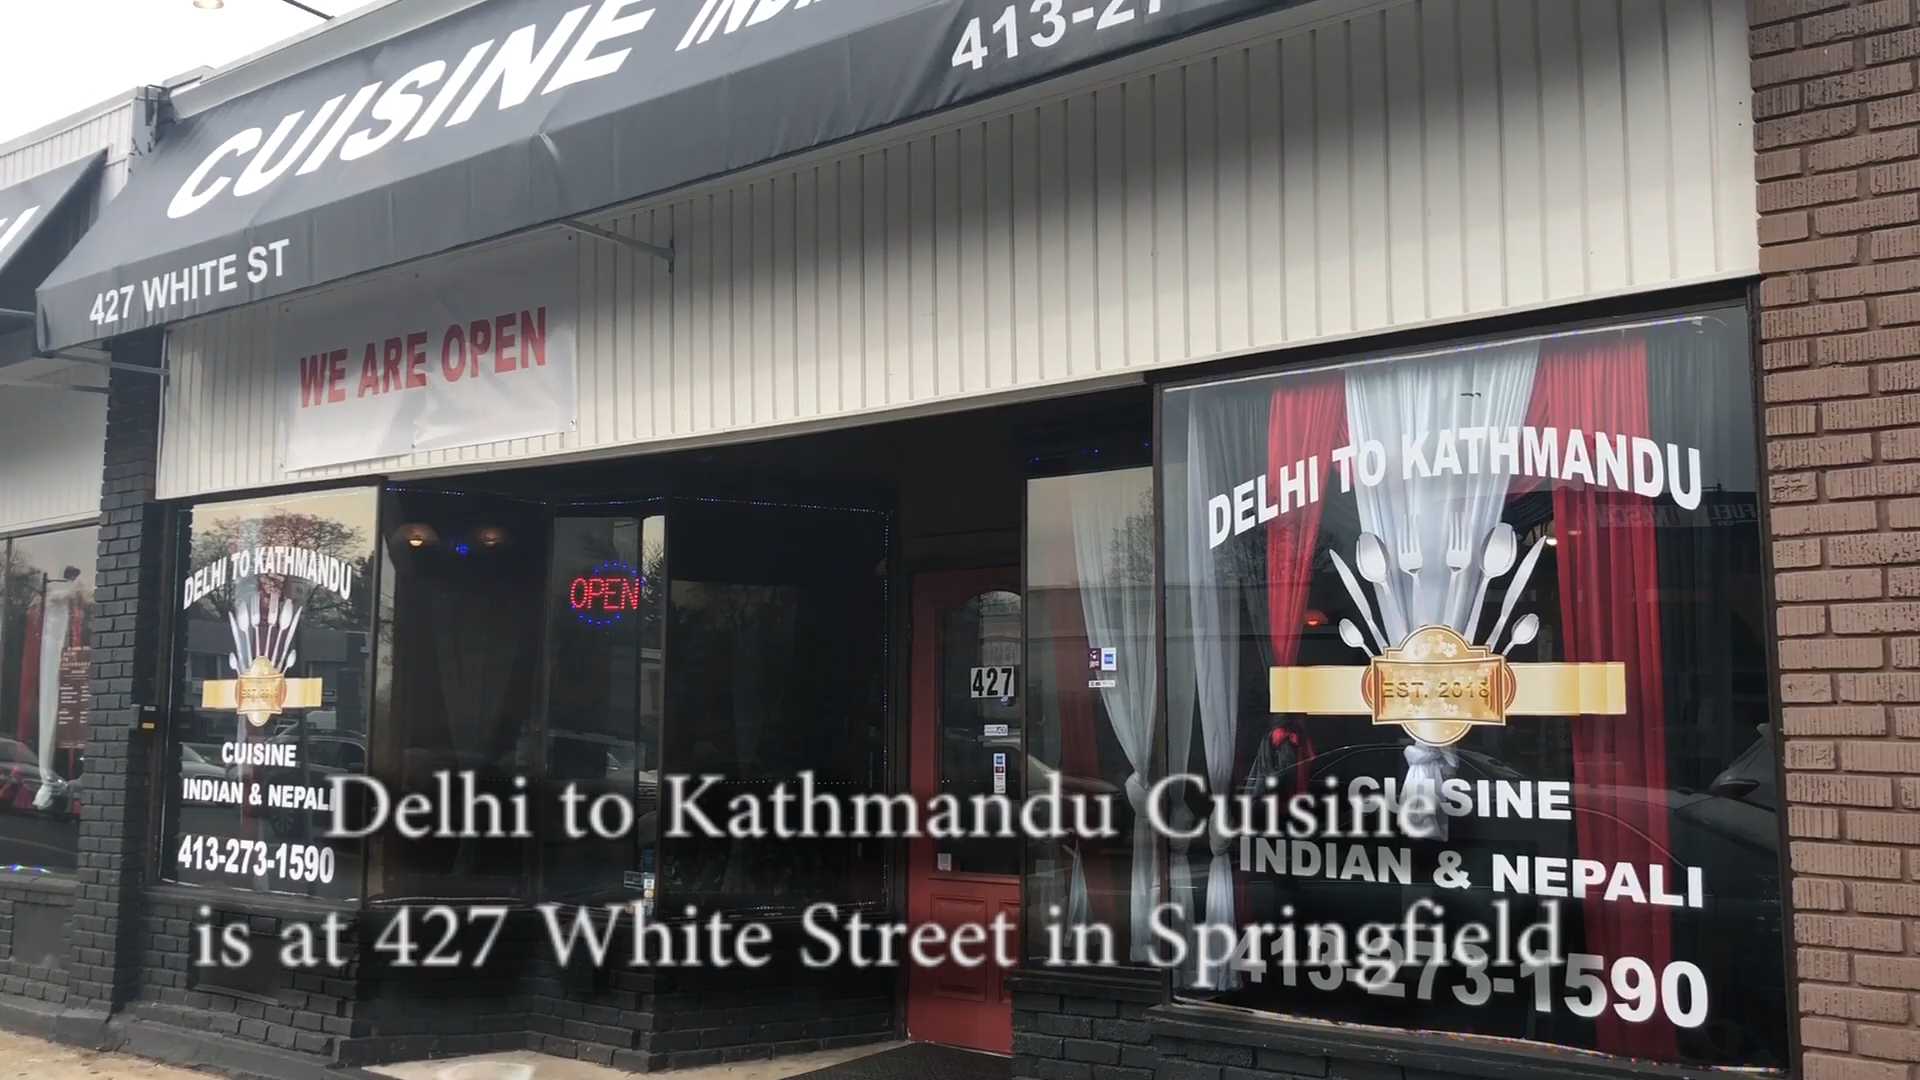 CUISINE
413-27
427 WHITE ST
WE ARE OPEN
DELHI TO KATHMANDU
EST. 2018
CUISINE
INDIAN & NEPALI
413-273-1590
OPEN
427
DELHI TO KATHMANDU
EST. 2018
CUISINE
INDIAN & NEPALI
413-273-1590
Delhi to Kathmandu Cuisine
is at 427 White Street in Springfield